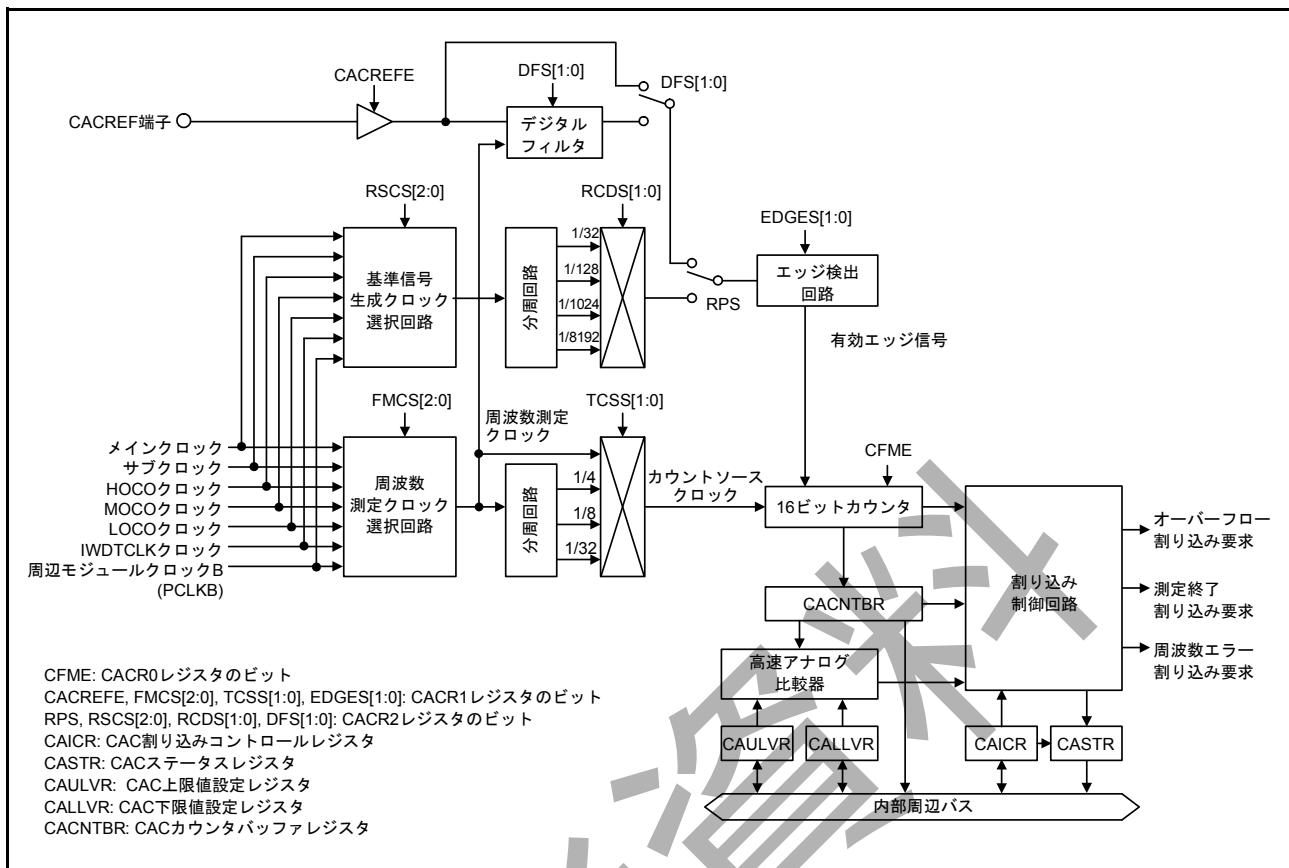 CACREFE
DFS[1:0]
DFS[1:0]
CACREF端子
デジタル
フィルタ
RSCS[2:0]
RCDS[1:0]
EDGES[1:0]
基準信号
生成クロック
選択回路
分周回路
1/32
1/128
1/1024
1/8192
RPS
エッジ検出
回路
有効エッジ信号
FMCS[2:0]
周波数測定
クロック
TCSS[1:0]
メインクロック
サブクロック
HOCOクロック
MOCOクロック
LOCOクロック
IWDTCLKクロック
周辺モジュールクロックB
(PCLKB)
周波数
測定クロック
選択回路
分周回路
1/4
1/8
1/32
カウントソース
クロック
CFME
16ビットカウンタ
CACNTBR
高速アナログ
比較器
CAULVR
CALLVR
割り込み
制御回路
オーバーフロー
割り込み要求
測定終了
割り込み要求
周波数エラー
割り込み要求
CAICR
CASTR
内部周辺バス
CFME: CACR0レジスタのビット
CACREFE, FMCS[2:0], TCSS[1:0], EDGES[1:0]: CACR1レジスタのビット
RPS, RSCS[2:0], RCDS[1:0], DFS[1:0]: CACR2レジスタのビット
CAICR: CAC割り込みコントロールレジスタ
CASTR: CACステータスレジスタ
CAULVR: CAC上限値設定レジスタ
CALLVR: CAC下限値設定レジスタ
CACNTBR: CACカウンタバッファレジスタ
資料